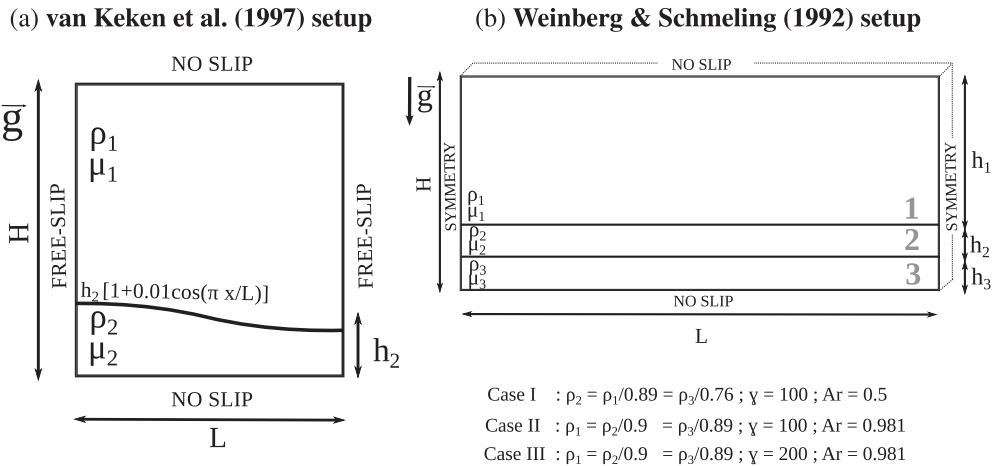 (a) van Keken et al. (1997) setup
NO SLIP
g
H
ρ1
μ1
FREE-SLIP
FREE-SLIP
h2 [1+0.01cos(π x/L)]
ρ2
μ2
h2
NO SLIP
L
(b) Weinberg & Schmeling (1992) setup
NO SLIP
g
H
SYMMETRY
SYMMETRY
h1
ρ1
μ1
1
ρ2
μ2
2
h2
ρ3
μ3
3
h3
NO SLIP
L
Case I : ρ2 = ρ1/0.89 = ρ3/0.76 ; γ = 100 ; Ar = 0.5
Case II : ρ1 = ρ2/0.9 = ρ3/0.89 ; γ = 100 ; Ar = 0.981
Case III : ρ1 = ρ2/0.9 = ρ3/0.89 ; γ = 200 ; Ar = 0.981